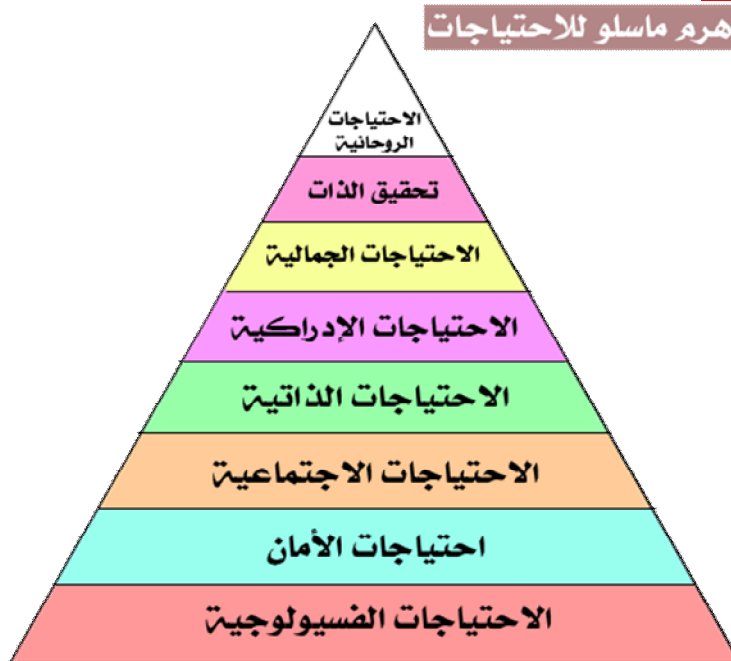 هرم ماسلو للاحتياجات
الاحتياجات
الروحانية
تحقيق الذات
الاحتياجات الجمالية
الاحتياجات الإدراكية
الاحتياجات الذاتية
الاحتياجات الاجتماعية
احتياجات الأمان
الاحتياجات الفسيولوجية